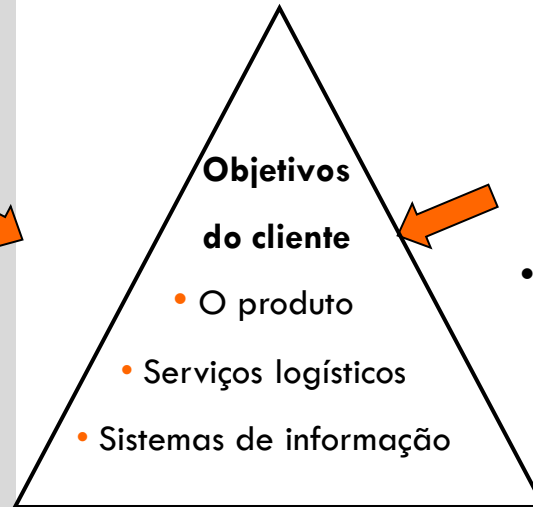 Objetivos
do cliente
• O produto
• Serviços logísticos
• Sistemas de informação
•